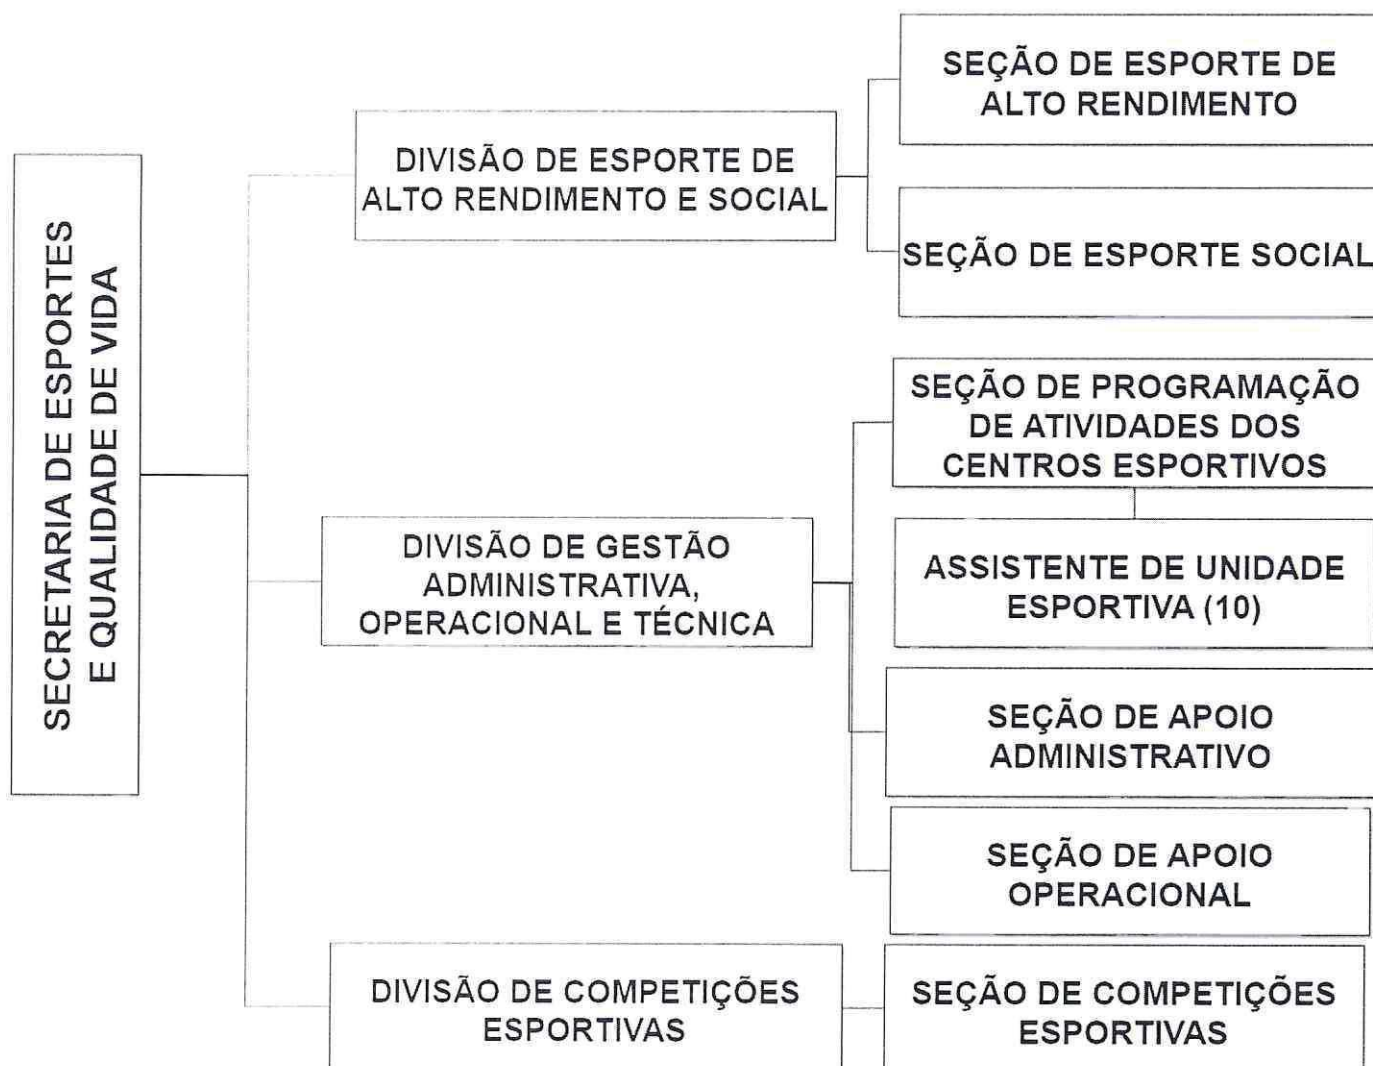 SECRETARIA DE ESPORTES
E QUALIDADE DE VIDA
DIVISÃO DE ESPORTE DE
ALTO RENDIMENTO E SOCIAL
SEÇÃO DE ESPORTE DE
ALTO RENDIMENTO
SEÇÃO DE ESPORTE SOCIAL
DIVISÃO DE GESTÃO
ADMINISTRATIVA,
OPERACIONAL E TÉCNICA
SEÇÃO DE PROGRAMAÇÃO
DE ATIVIDADES DOS
CENTROS ESPORTIVOS
ASSISTENTE DE UNIDADE
ESPORTIVA (10)
SEÇÃO DE APOIO
ADMINISTRATIVO
SEÇÃO DE APOIO
OPERACIONAL
DIVISÃO DE COMPETIÇÕES
ESPORTIVAS
SEÇÃO DE COMPETIÇÕES
ESPORTIVAS